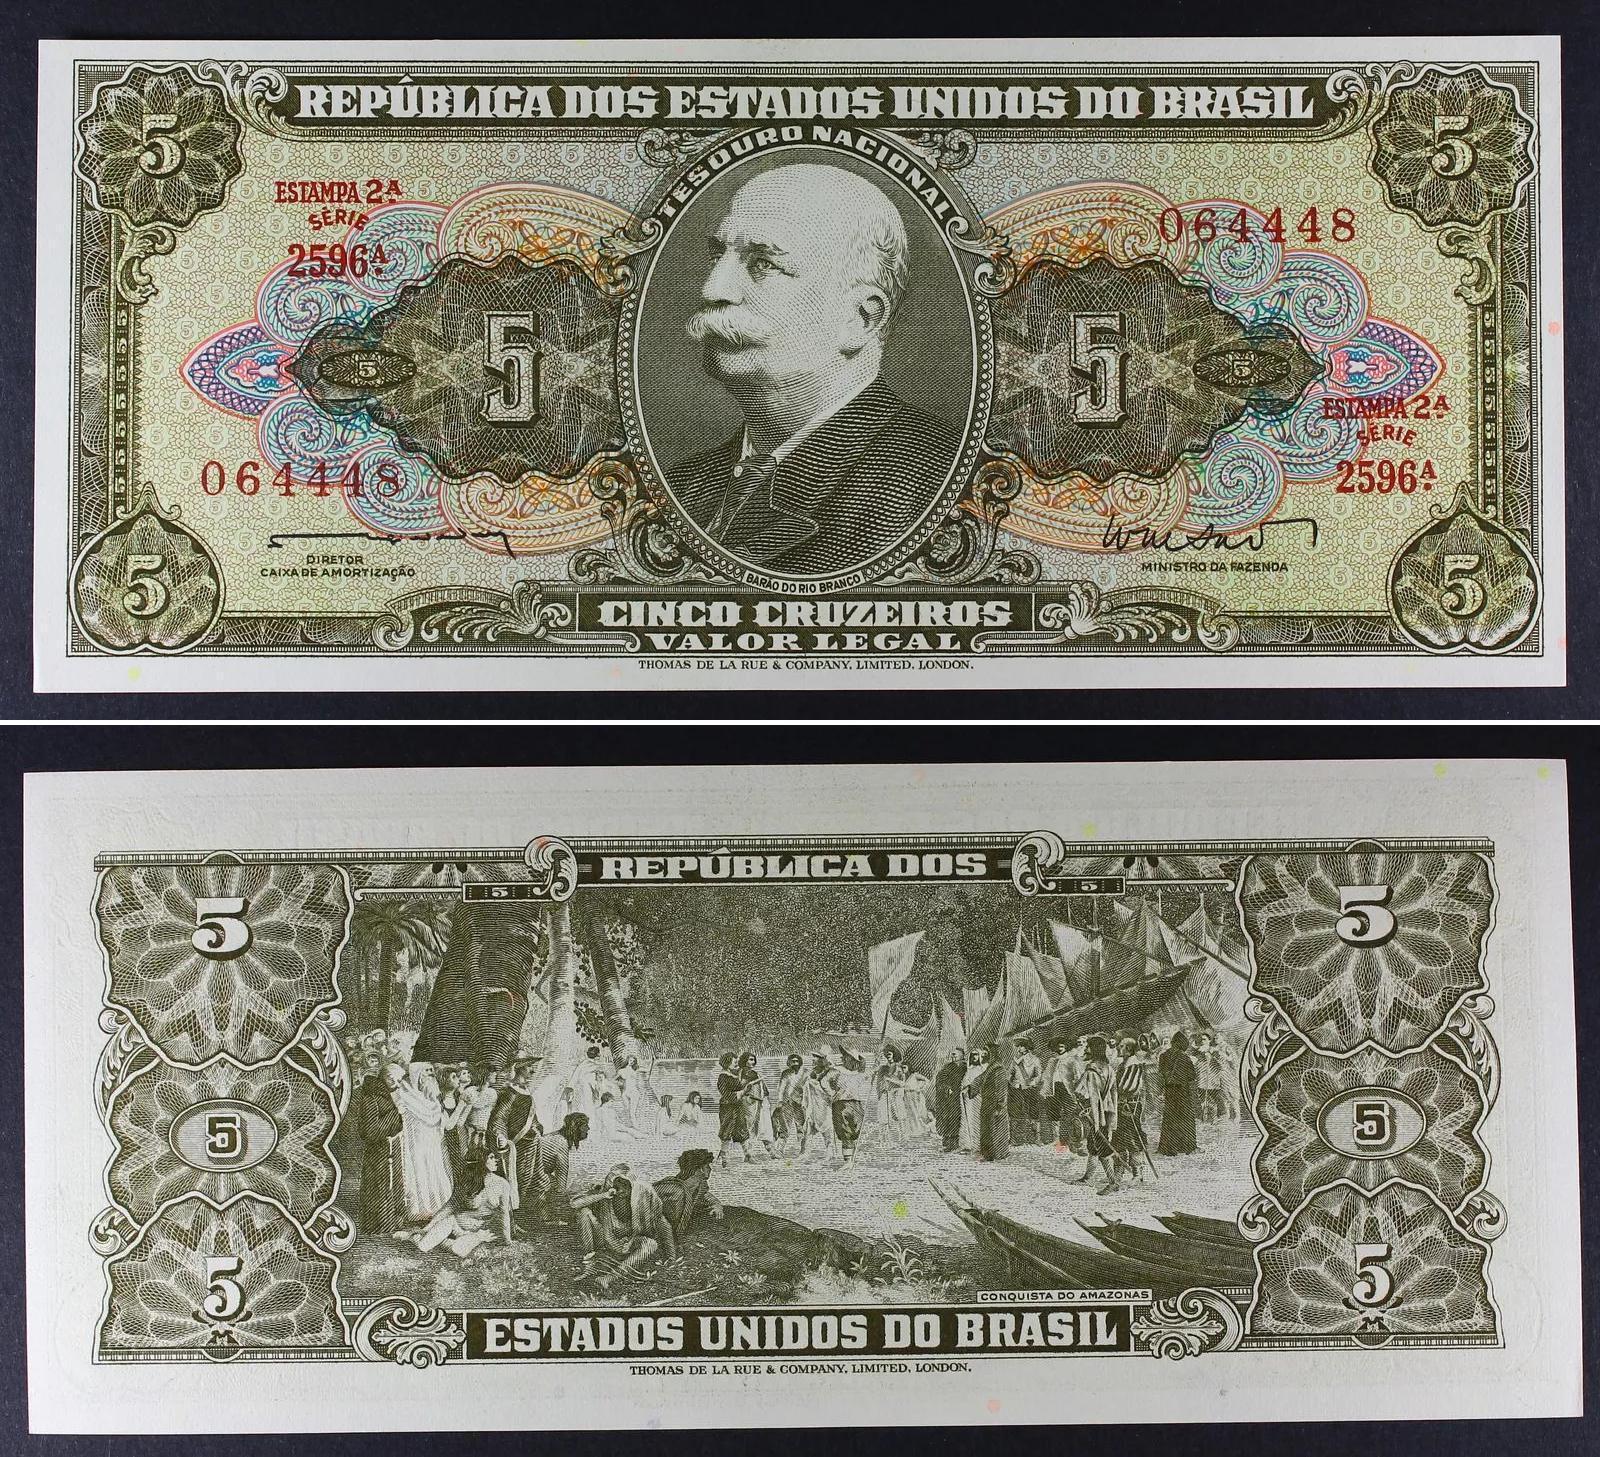 REPÚBLICA DOS ESTADOS UNIDOS DO BRASIL
5
5
TESOURO NACIONAL
ESTAMPA 2ª
SÉRIE
2596ª
064448
5
5
5
5
ESTAMPA 2ª
SÉRIE
2596ª
064448
DIRETOR
CAIXA DE AMORTIZAÇÃO
MINISTRO DA FAZENDA
BARÃO DO RIO BRANCO
5
5
CINCO CRUZEIROS
VALOR LEGAL
THOMAS DE LA RUE & COMPANY, LIMITED, LONDON.
REPÚBLICA DOS
5
5
5
5
5
5
5
5
CONQUISTA DO AMAZONAS
ESTADOS UNIDOS DO BRASIL
THOMAS DE LA RUE & COMPANY, LIMITED, LONDON.